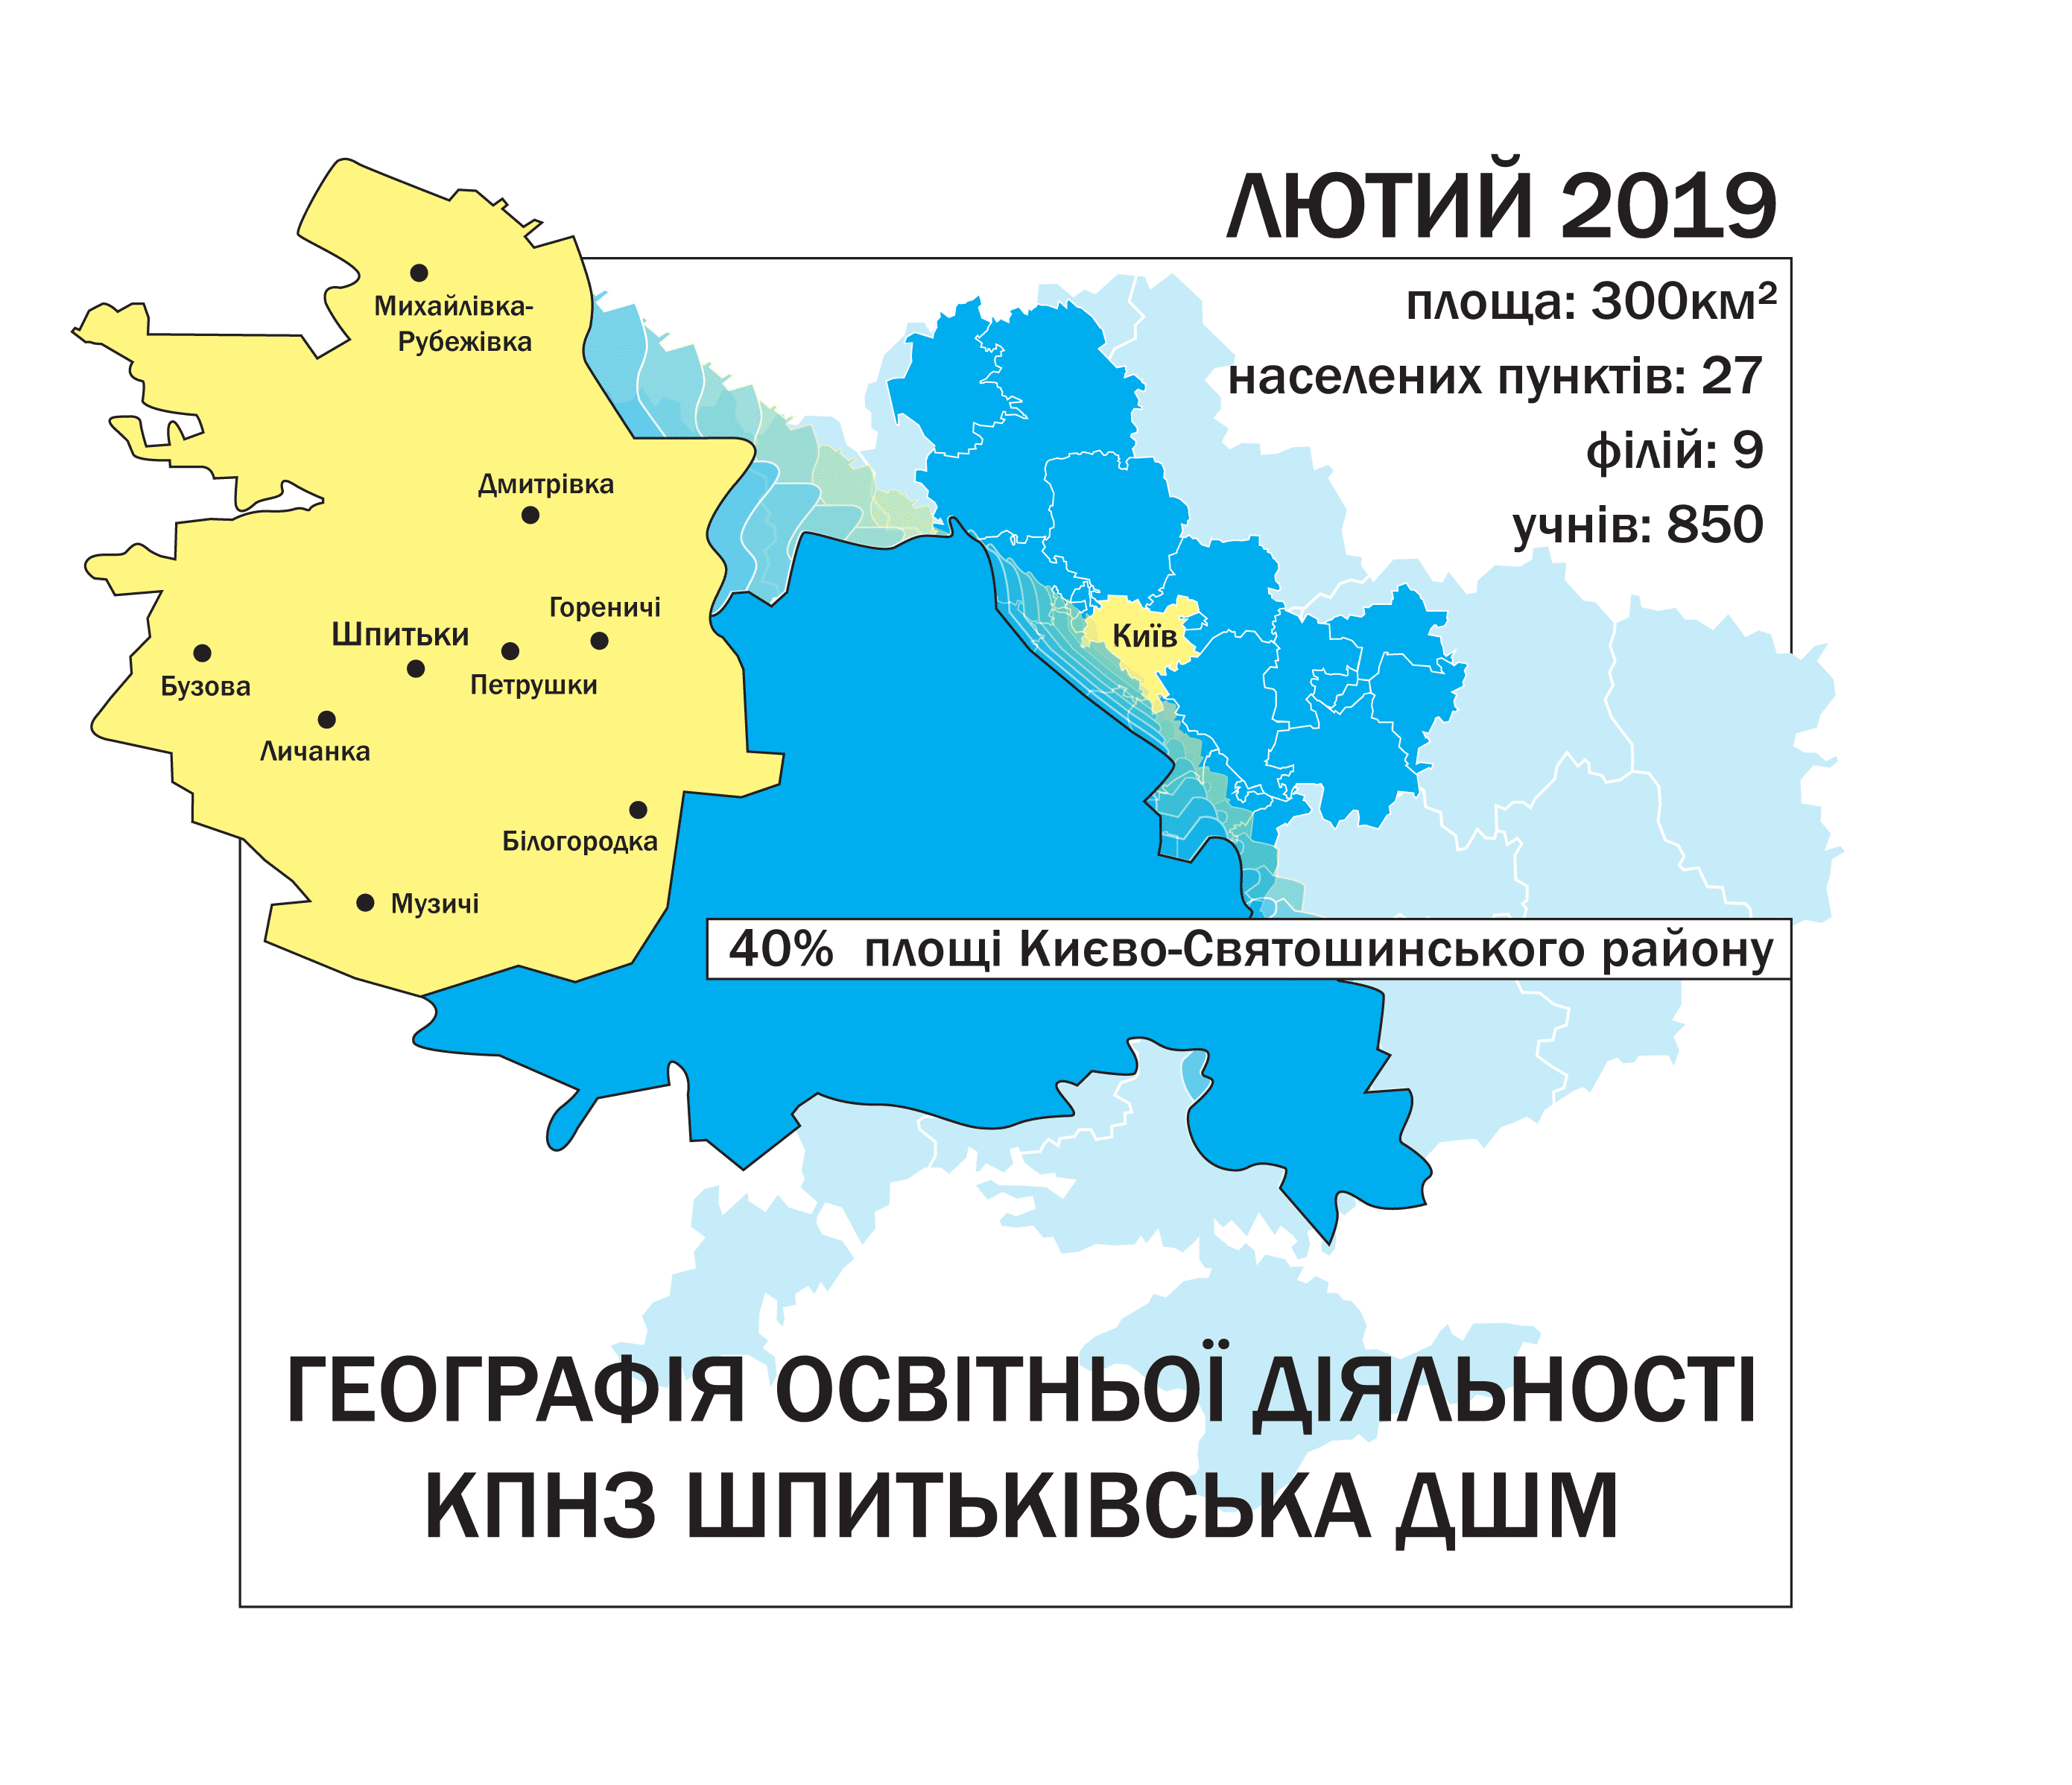 ЛЮТИЙ 2019
площа: 300км²
населених пунктів: 27
філій: 9
учнів: 850
Михайлівка-
Рубежівка
Дмитрівка
Гореничі
Шпитьки
Петрушки
Бузова
Личанка
Білогородка
Музичі
Київ
40% площі Києво-Святошинського району
ГЕОГРАФІЯ ОСВІТНЬОЇ ДІЯЛЬНОСТІ
КПНЗ ШПИТЬКІВСЬКА ДШМ